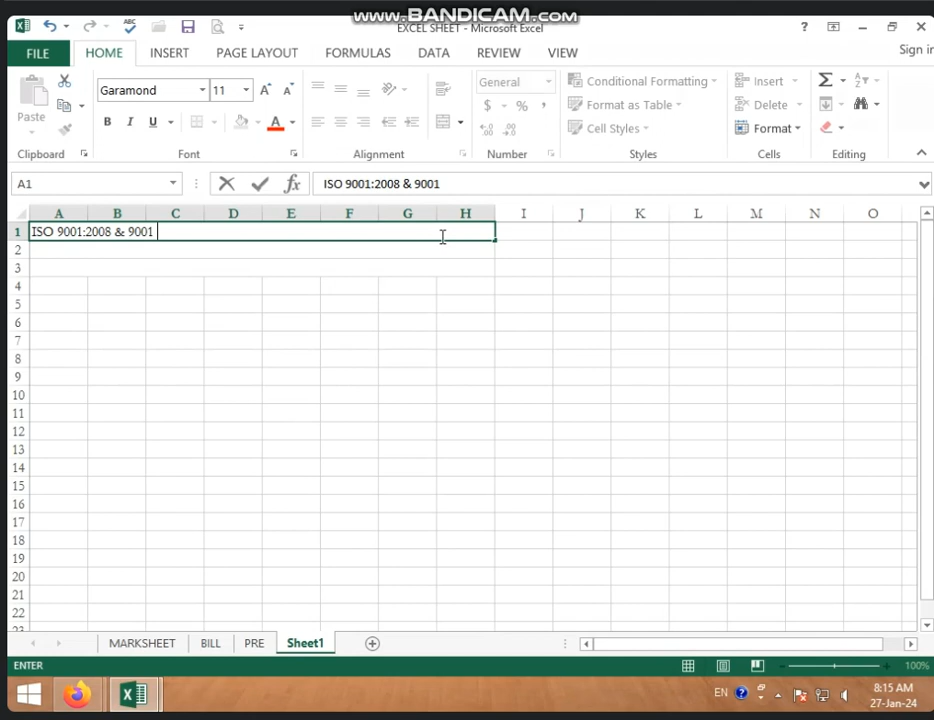 www.BANDICAM.com
EXCEL SHEET - Microsoft Excel
?
FILE HOME INSERT PAGE LAYOUT FORMULAS DATA REVIEW VIEW Sign in
Paste
Garamond 11
B I U A
General
$ % ,
Conditional Formatting
Format as Table
Cell Styles
Insert
Delete
Format
Clipboard Font Alignment Number Styles Cells Editing
A1 fx ISO 9001:2008 & 9001
A B C D E F G H I J K L M N O
1 ISO 9001:2008 & 9001
2
3
4
5
6
7
8
9
10
11
12
13
14
15
16
17
18
19
20
21
22
23
MARKSHEET BILL PRE Sheet1
ENTER 100%
EN 8:15 AM
27-Jan-24